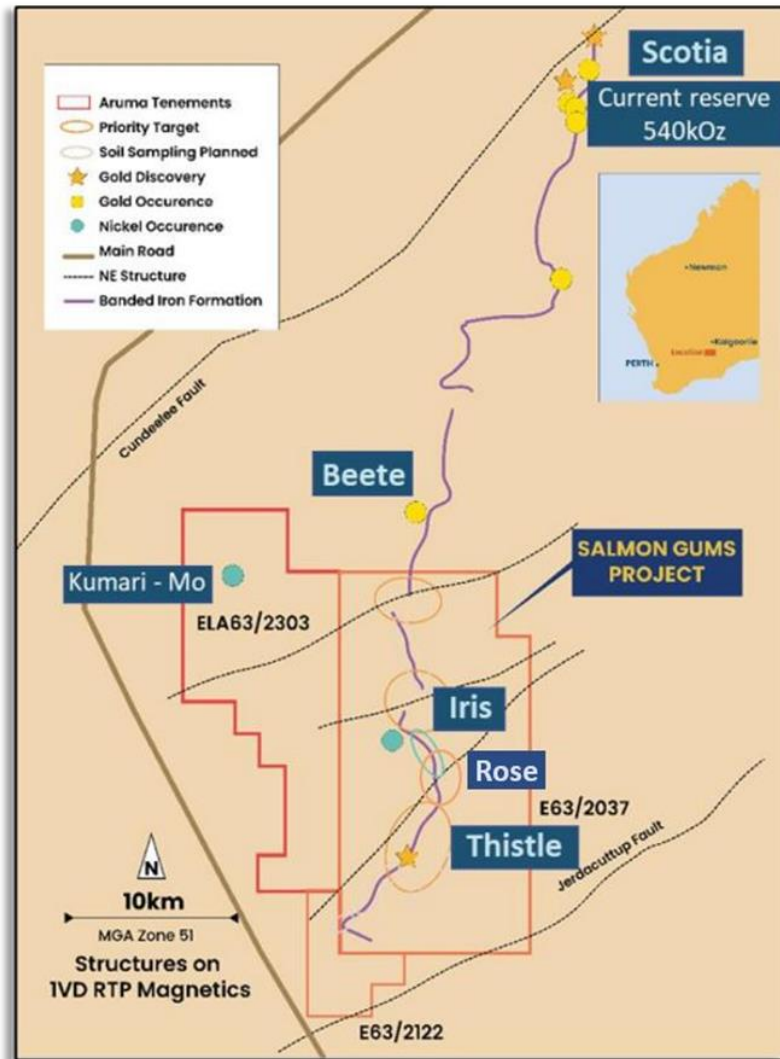 Scotia
Current reserve
540kOz
Aruma Tenements
Priority Target
Soil Sampling Planned
Gold Discovery
Gold Occurence
Nickel Occurence
Main Road
NE Structure
Banded Iron Formation
Newman
Kalgoorlie
Location
PERTH
Cundeelee Fault
Beete
SALMON GUMS
PROJECT
Kumari - Mo
ELA63/2303
Iris
Rose
E63/2037
Thistle
Jerdacuttup Fault
N
10km
MGA Zone 51
Structures on
1VD RTP Magnetics
E63/2122